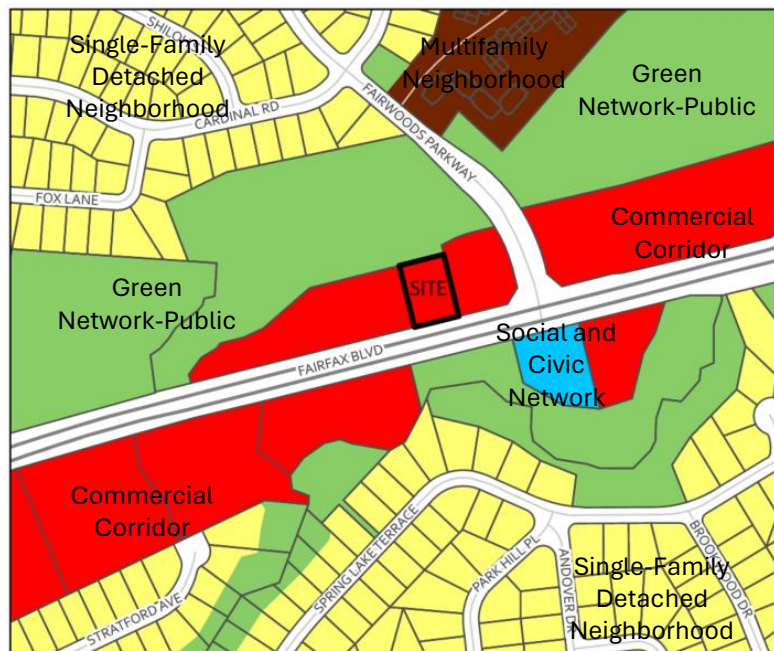 SHILOH
Single-Family
Detached
Neighborhood
CARDINAL RD
FOX LANE
Multifamily
Neighborhood
Green
Network-Public
FAIRWOODS PARKWAY
Commercial
Corridor
SITE
Green
Network-Public
FAIRFAX BLVD
Social and
Civic
Network
Commercial
Corridor
STRATFORD AVE
SPRING LAKE TERRACE
PARK HILL PL
ANDOVER DR
BROOKWOOD DR
Single-Family
Detached
Neighborhood